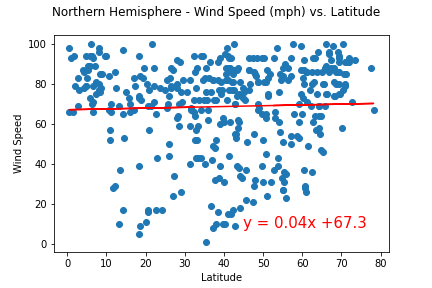 Northern Hemisphere - Wind Speed (mph) vs. Latitude
100
80
60
40
20
0
Wind Speed
y = 0.04x +67.3
0 10 20 30 40 50 60 70 80
Latitude